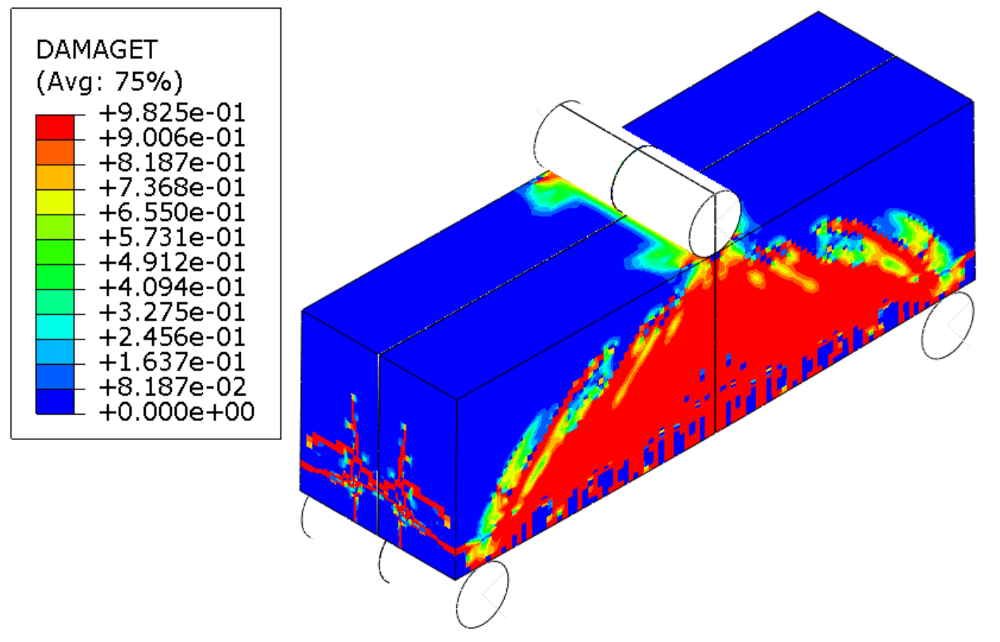 DAMAGET
(Avg: 75%)
+9.825e-01
+9.006e-01
+8.187e-01
+7.368e-01
+6.550e-01
+5.731e-01
+4.912e-01
+4.094e-01
+3.275e-01
+2.456e-01
+1.637e-01
+8.187e-02
+0.000e+00